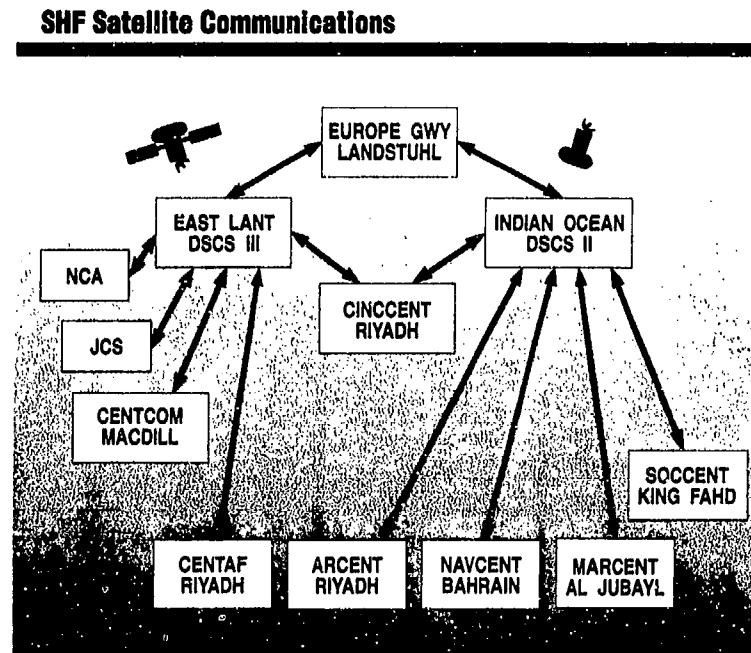 SHF Satellite Communications
EUROPE GWY
LANDSTUHL
EAST LANT
DSCS III
INDIAN OCEAN
DSCS II
NCA
CINCCENT
RIYADH
JCS
CENTCOM
MACDILL
SOCCENT
KING FAHD
CENTAF
RIYADH
ARCENT
RIYADH
NAVCENT
BAHRAIN
MARCENT
AL JUBAYL